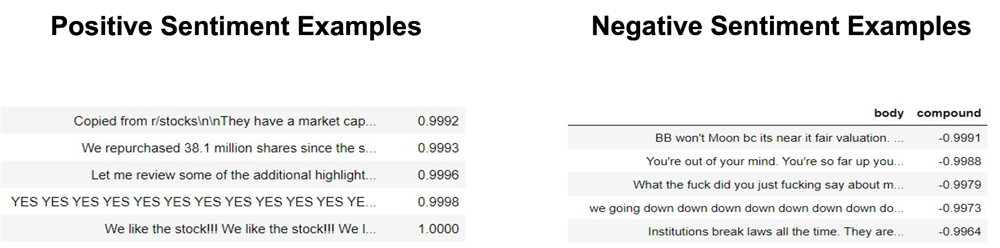 Positive Sentiment Examples
Copied from r/stocks\n\nThey have a market cap... 0.9992
We repurchased 38.1 million shares since the s... 0.9993
Let me review some of the additional highlight... 0.9996
YES YES YES YES YES YES YES YES YES YES YES YE... 0.9998
We like the stock!!! We like the stock!!! We l... 1.0000
Negative Sentiment Examples
body compound
BB won't Moon bc its near it fair valuation. ... -0.9991
You're out of your mind. You're so far up you... -0.9988
What the fuck did you just fucking say about m... -0.9979
we going down down down down down down down do... -0.9973
Institutions break laws all the time. They are... -0.9964